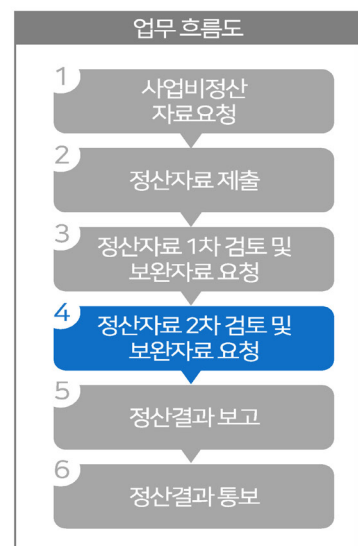 업무 흐름도
1
사업비정산
자료요청
2
정산자료 제출
3
정산자료 1차 검토 및
보완자료 요청
4
정산자료 2차 검토 및
보완자료 요청
5
정산결과 보고
6
정산결과 통보